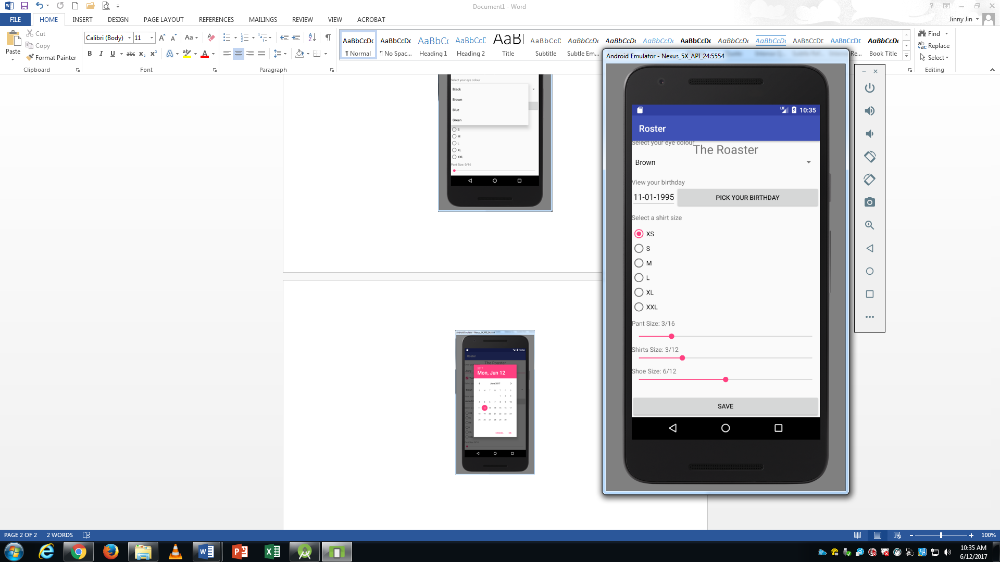 Document1 - Word
FILE HOME INSERT DESIGN PAGE LAYOUT REFERENCES MAILINGS REVIEW VIEW ACROBAT
Jinny Jin
Paste
Cut
Copy
Format Painter
Clipboard
Calibri (Body) 11
Font
Paragraph
AaBbCcDc ¶ Normal
AaBbCcDc ¶ No Spac...
AaBbCc Heading 1
AaBbCcD Heading 2
AaBl Title
AaBbCcD Subtitle
AaBbCcDc Subtle Em...
AaBbCcDc
AaBbCcDc
AaBbCcDc
AaBbCcDc
AaBbCcDc
AABBCCDE
AABBCCDE
AaBbCcDc Book Title
Find
Replace
Select
Editing
Select your eye colour
Black
Brown
Blue
Green
S
M
L
XL
XXL
Pant Size: 0/16
Android Emulator - Nexus_5X_API_24:5554
Roster
The Roaster
2017
Mon, Jun 12
June 2017
CANCEL OK
Android Emulator - Nexus_5X_API_24:5554
LTE 10:35
Roster
Select your eye colour
The Roaster
Brown
View your birthday
11-01-1995 PICK YOUR BIRTHDAY
Select a shirt size
XS
S
M
L
XL
XXL
Pant Size: 3/16
Shirts Size: 3/12
Shoe Size: 6/12
SAVE
PAGE 2 OF 2 2 WORDS
100%
10:35 AM
6/12/2017